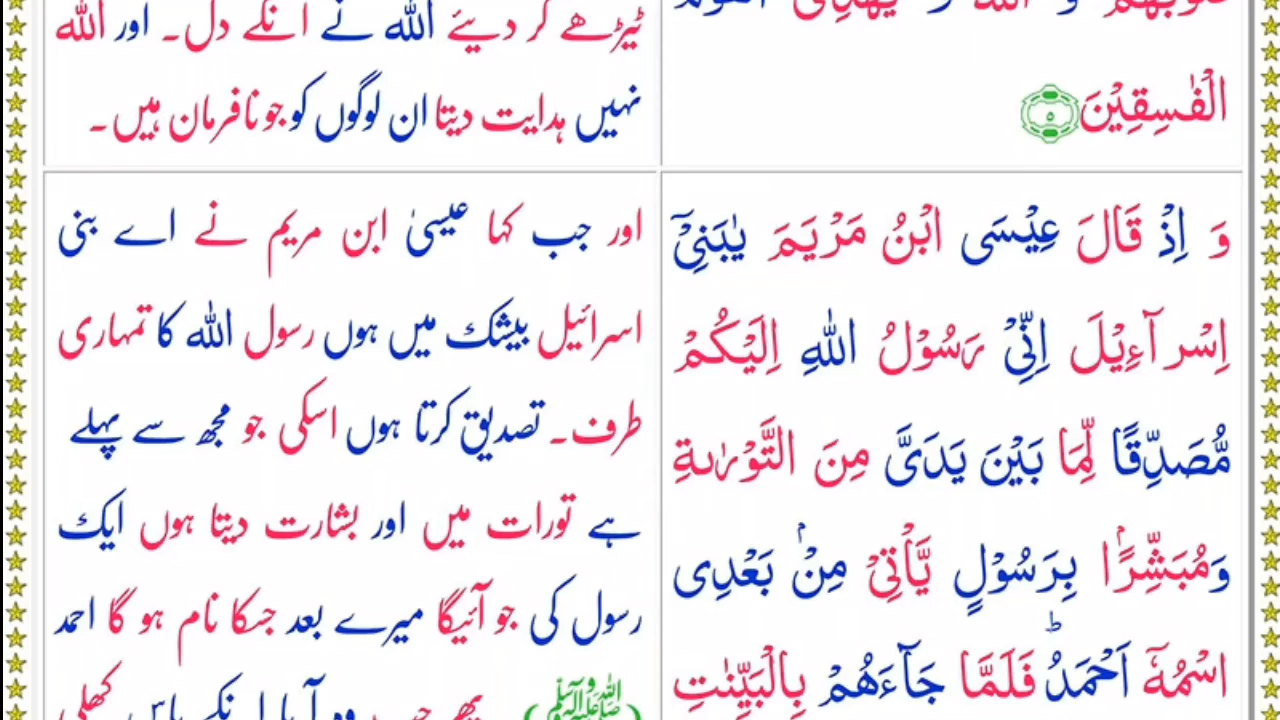 الْفٰسِقِيْنَ ٥
وَ اِذْ قَالَ عِيْسَى ابْنُ مَرْيَمَ يٰبَنِيْۤ
اِسْرَآءِيْلَ اِنِّيْ رَسُوْلُ اللّٰهِ اِلَيْكُمْ
مُّصَدِّقًا لِّمَا بَيْنَ يَدَيَّ مِنَ التَّوْرٰىةِ
وَمُبَشِّرًۢا بِرَسُوْلٍ يَّاْتِيْ مِنْۢ بَعْدِى
اسْمُهٗۤ اَحْمَدُ ؕ فَلَمَّا جَآءَهُمْ بِالْبَيِّنٰتِ
ٹیڑھے کر دیئے اللہ نے انکے دل۔ اور اللہ
نہیں ہدایت دیتا ان لوگوں کو جو نافرمان ہیں۔
اور جب کہا عیسیٰ ابن مریم نے اے بنی
اسرائیل بیشک میں ہوں رسول اللہ کا تمہاری
طرف۔ تصدیق کرتا ہوں اسکی جو مجھ سے پہلے
ہے تورات میں اور بشارت دیتا ہوں ایک
رسول کی جو آئیگا میرے بعد جسکا نام ہو گا احمد